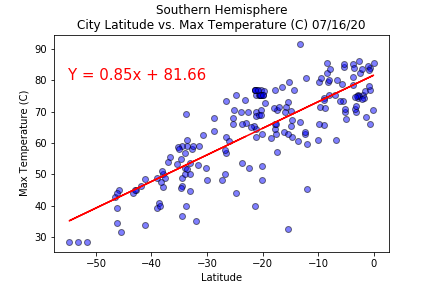 Southern Hemisphere
City Latitude vs. Max Temperature (C) 07/16/20
Y = 0.85x + 81.66
Max Temperature (C)
90
80
70
60
50
40
30
−50
−40
−30
−20
−10
0
Latitude